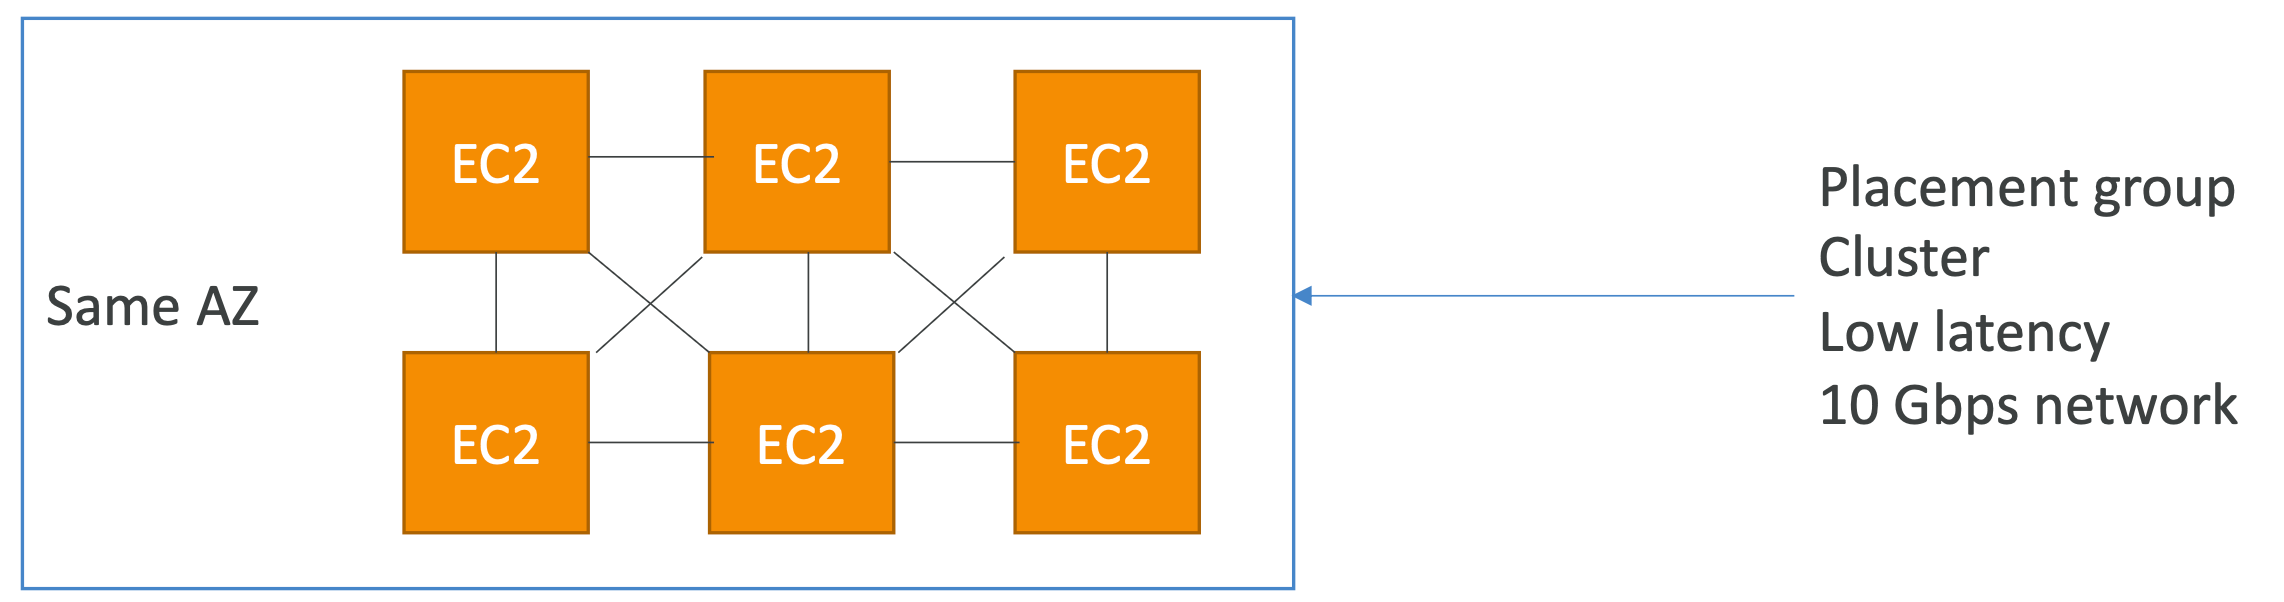 EC2
EC2
EC2
Same AZ
EC2
EC2
EC2
Placement group
Cluster
Low latency
10 Gbps network